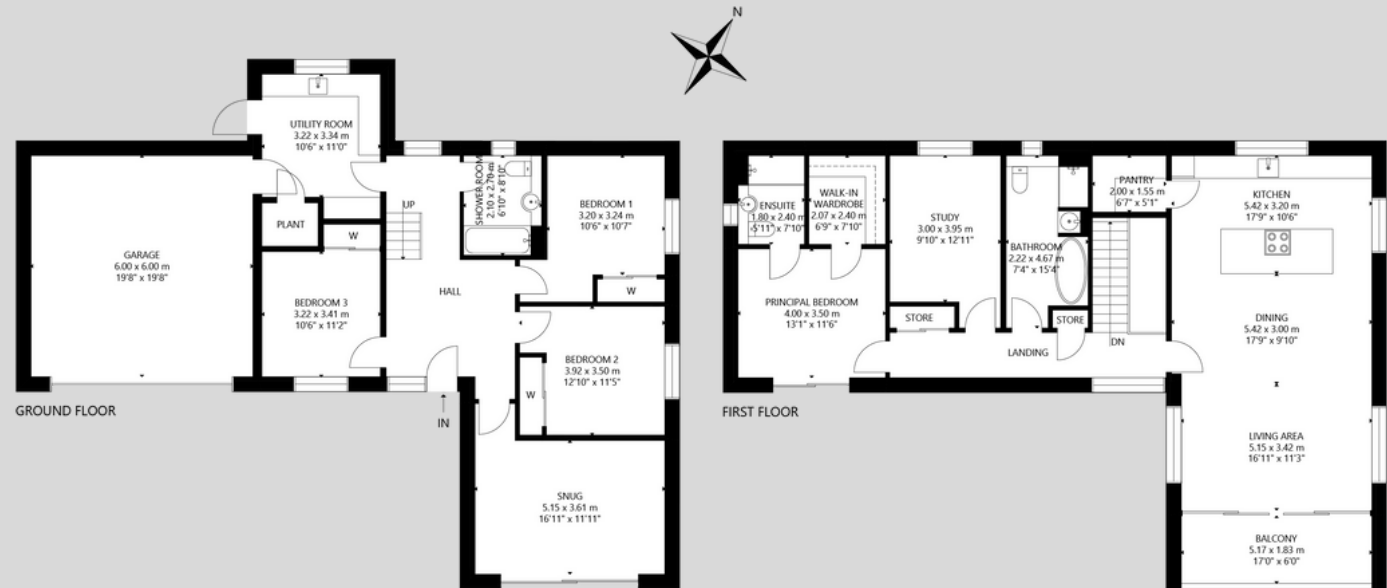 N
UTILITY ROOM
3.22 x 3.34 m
10'6" x 11'0"
PLANT
W
UP
SHOWER ROOM
2.10 x 2.70 m
6'10" x 8'10"
BEDROOM 1
3.20 x 3.24 m
10'6" x 10'7"
W
GARAGE
6.00 x 6.00 m
19'8" x 19'8"
HALL
BEDROOM 3
3.22 x 3.41 m
10'6" x 11'2"
BEDROOM 2
3.92 x 3.50 m
12'10" x 11'5"
W
GROUND FLOOR
IN
SNUG
5.15 x 3.61 m
16'11" x 11'11"
ENSUITE
1.80 x 2.40 m
5'11" x 7'10"
WALK-IN
WARDROBE
2.07 x 2.40 m
6'9" x 7'10"
STUDY
3.00 x 3.95 m
9'10" x 12'11"
BATHROOM
2.22 x 4.67 m
7'4" x 15'4"
PANTRY
2.00 x 1.55 m
6'7" x 5'1"
KITCHEN
5.42 x 3.20 m
17'9" x 10'6"
PRINCIPAL BEDROOM
4.00 x 3.50 m
13'1" x 11'6"
STORE
STORE
LANDING
DN
DINING
5.42 x 3.00 m
17'9" x 9'10"
FIRST FLOOR
LIVING AREA
5.15 x 3.42 m
16'11" x 11'3"
BALCONY
5.17 x 1.83 m
17'0" x 6'0"